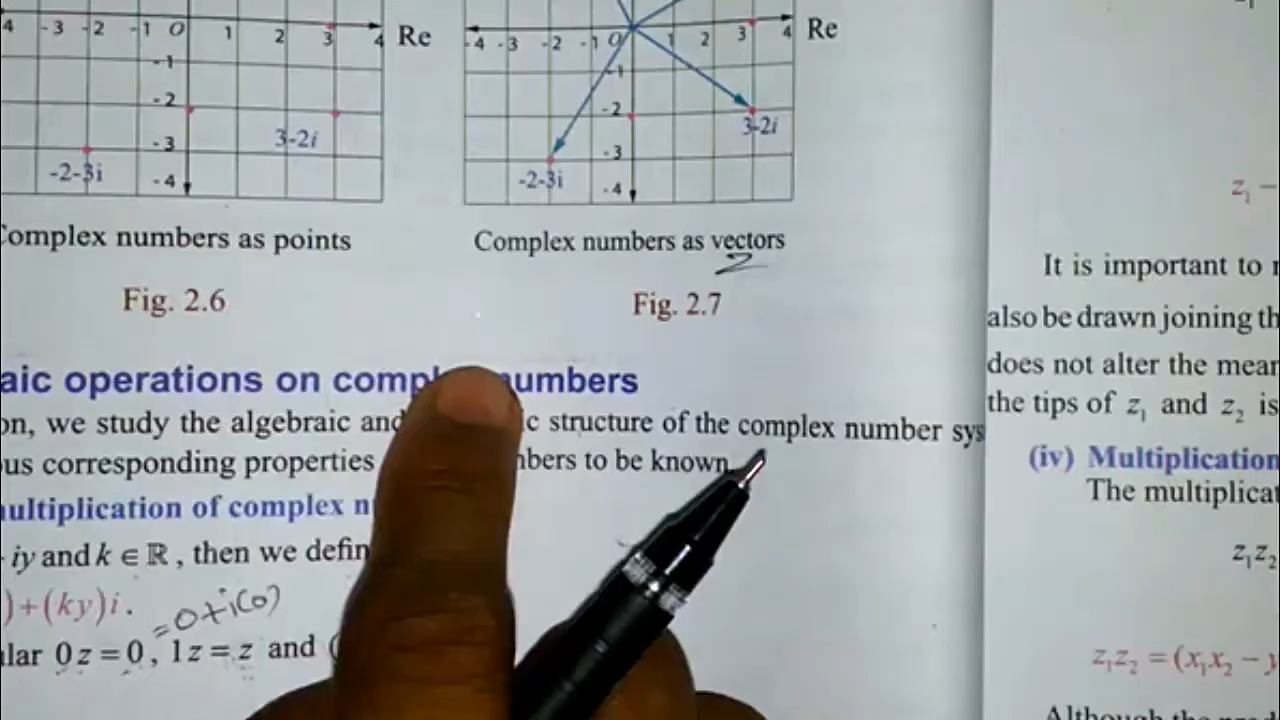 4 -3 -2 -1 O 1 2 3 4 Re
-1
-2
-3
-4
3-2i
-2-3i
Complex numbers as points
Fig. 2.6
-4 -3 -2 -1 O 1 2 3 4 Re
-1
-2
-3
-4
3-2i
-2-3i
Complex numbers as vectors
Fig. 2.7
aic operations on numbers
on, we study the algebraic and structure of the complex number sys
us corresponding properties to be known
ultiplication of complex
iy and k ∈ ℝ, then we defin
)+(ky)i.
=0+i(0)
lar 0z=0, 1z=z and (
z₁ −
It is important to
also be drawn joining th
does not alter the mean
the tips of z₁ and z₂ is
(iv) Multiplication
The multiplicat
z₁z₂
z₁z₂ = (x₁x₂ − y
Although the prod